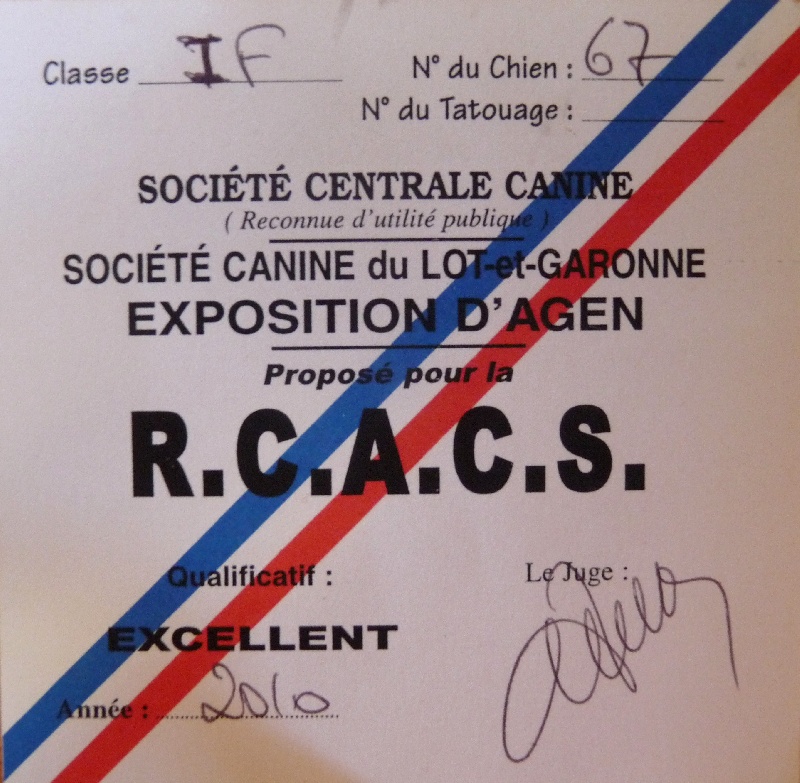 Classe IF N° du Chien : 67
N° du Tatouage :
SOCIÉTÉ CENTRALE CANINE
( Reconnue d'utilité publique )
SOCIÉTÉ CANINE du LOT-et-GARONNE
EXPOSITION D'AGEN
Proposé pour la
R.C.A.C.S.
Qualificatif : Le Juge :
EXCELLENT
Année : 2010